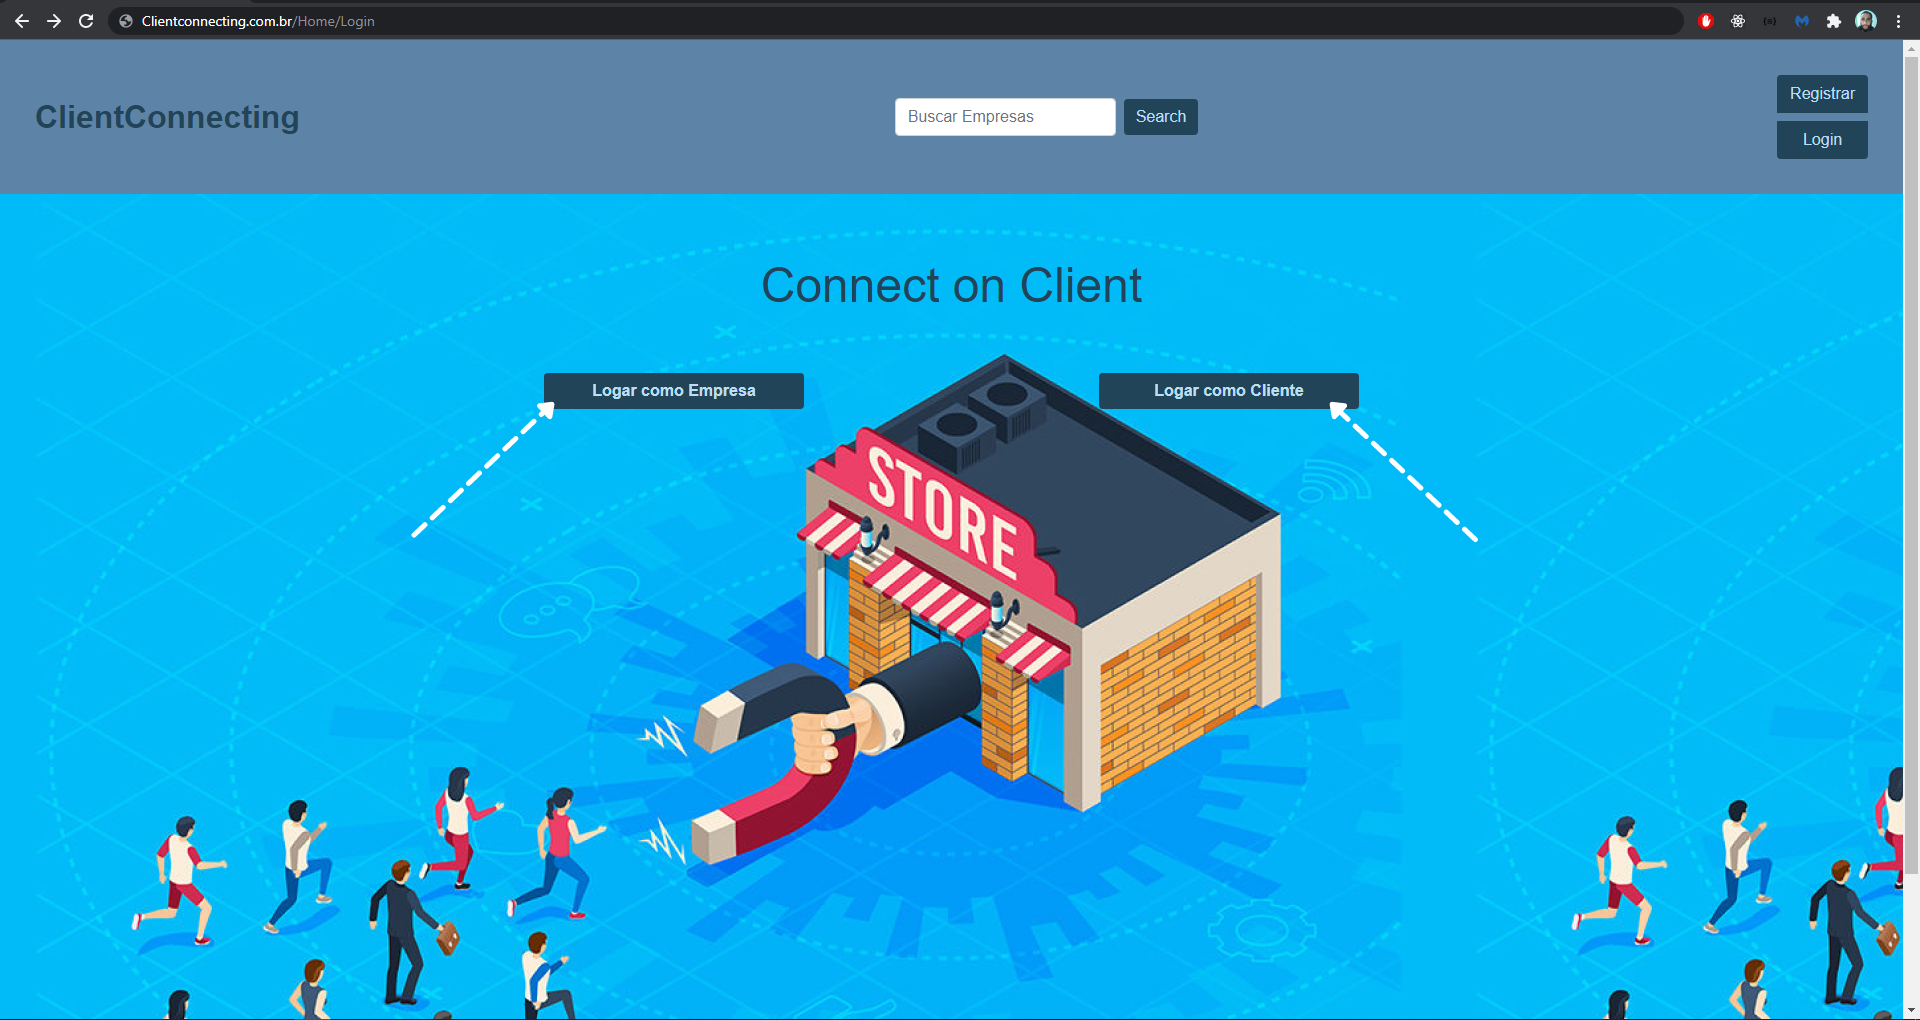 Clientconnecting.com.br/Home/Login
ClientConnecting
Buscar Empresas
Search
Registrar
Login
Connect on Client
Logar como Empresa
Logar como Cliente
STORE